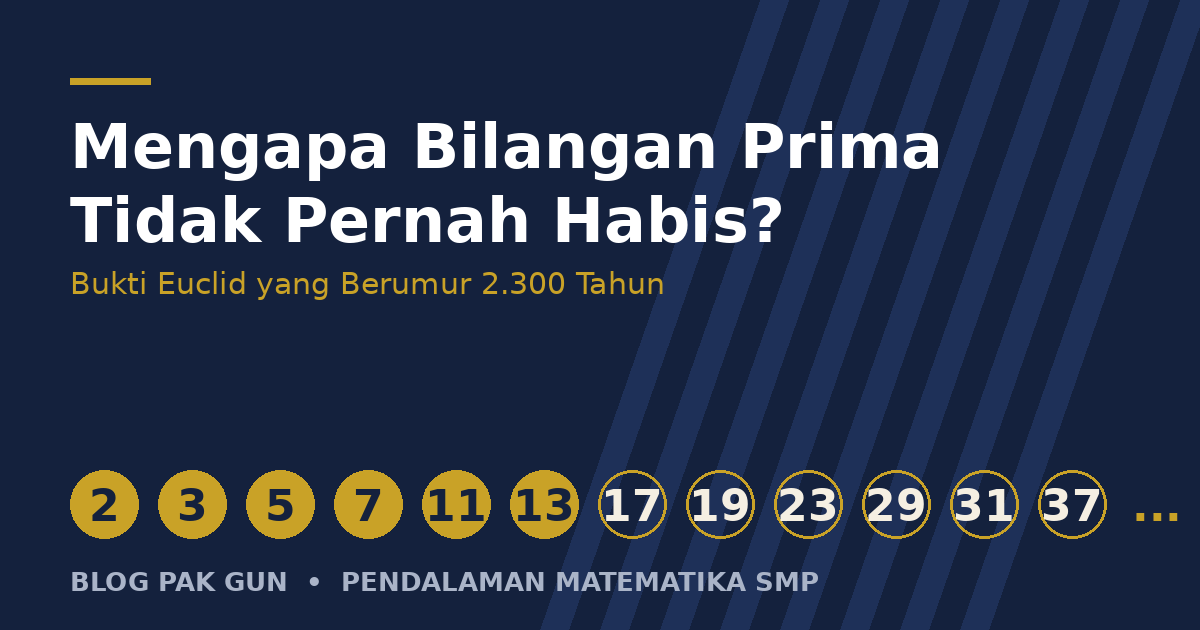 Mengapa Bilangan Prima
Tidak Pernah Habis?
Bukti Euclid yang Berumur 2.300 Tahun
2 3 5 7 11 13 17 19 23 29 31 37 ...
BLOG PAK GUN • PENDALAMAN MATEMATIKA SMP